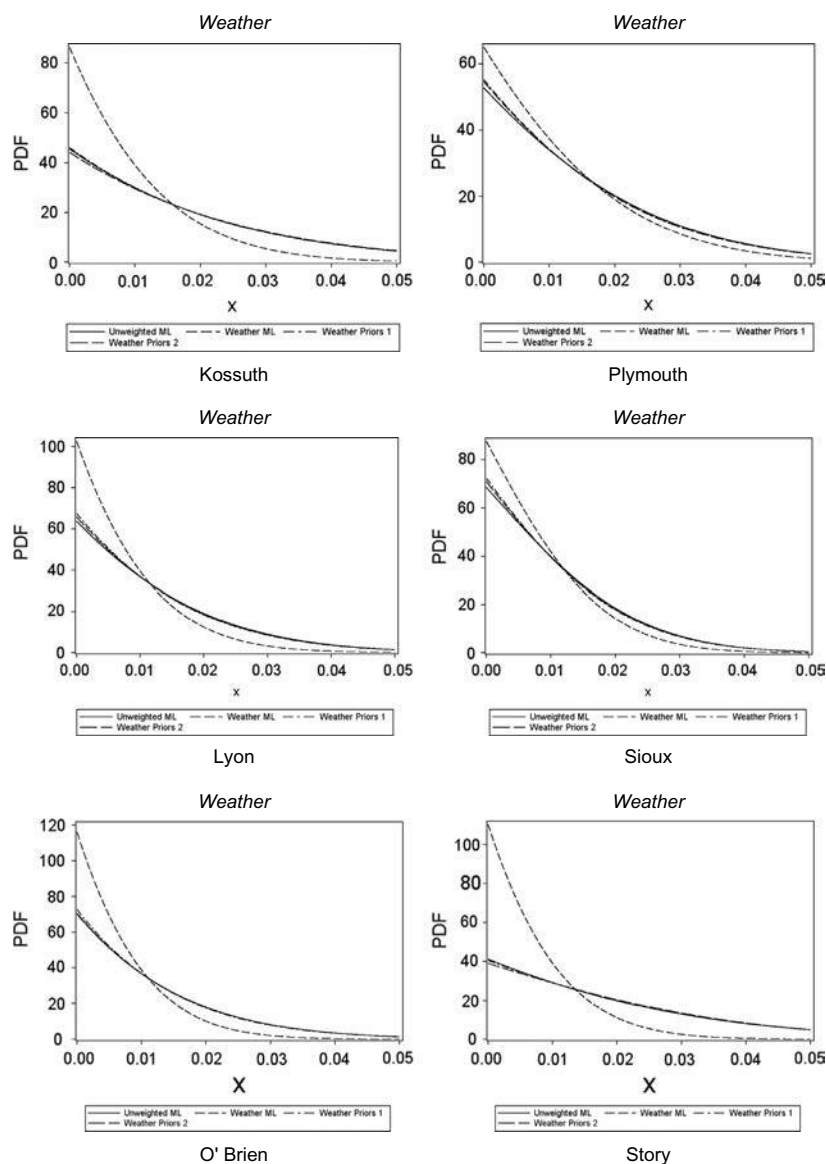 Weather
80
60
40
20
0
PDF
0.00 0.01 0.02 0.03 0.04 0.05
X
Unweighted ML Weather ML Weather Priors 1
Weather Priors 2
Kossuth
Weather
60
40
20
0
PDF
0.00 0.01 0.02 0.03 0.04 0.05
X
Unweighted ML Weather ML Weather Priors 1
Weather Priors 2
Plymouth
Weather
100
80
60
40
20
0
PDF
0.00 0.01 0.02 0.03 0.04 0.05
x
Unweighted ML Weather ML Weather Priors 1
Weather Priors 2
Lyon
Weather
80
60
40
20
0
PDF
0.00 0.01 0.02 0.03 0.04 0.05
x
Unweighted ML Weather ML Weather Priors 1
Weather Priors 2
Sioux
Weather
120
100
80
60
40
20
0
PDF
0.00 0.01 0.02 0.03 0.04 0.05
X
Unweighted ML Weather ML Weather Priors 1
Weather Priors 2
O' Brien
Weather
100
80
60
40
20
0
PDF
0.00 0.01 0.02 0.03 0.04 0.05
X
Unweighted ML Weather ML Weather Priors 1
Weather Priors 2
Story